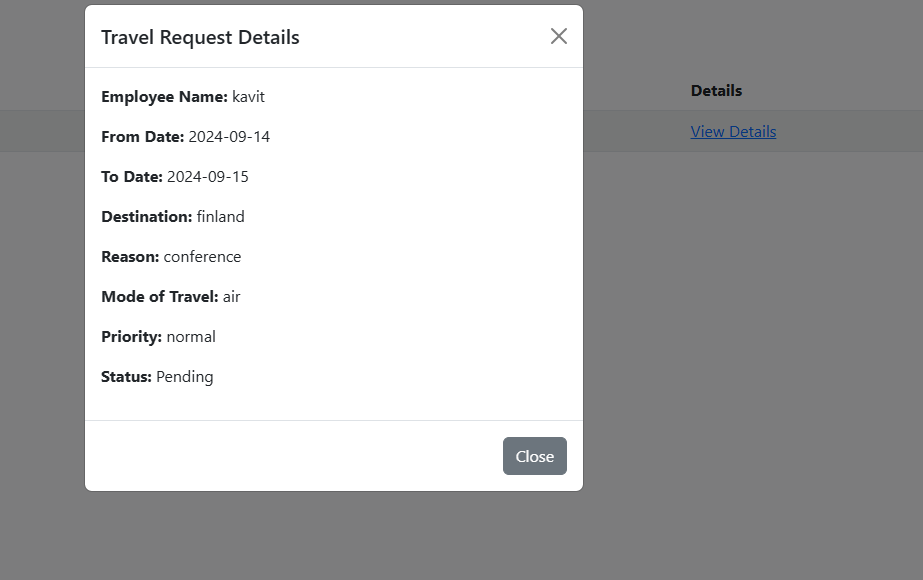 Travel Request Details
Details
Employee Name: kavit
View Details
From Date: 2024-09-14
To Date: 2024-09-15
Destination: finland
Reason: conference
Mode of Travel: air
Priority: normal
Status: Pending
Close